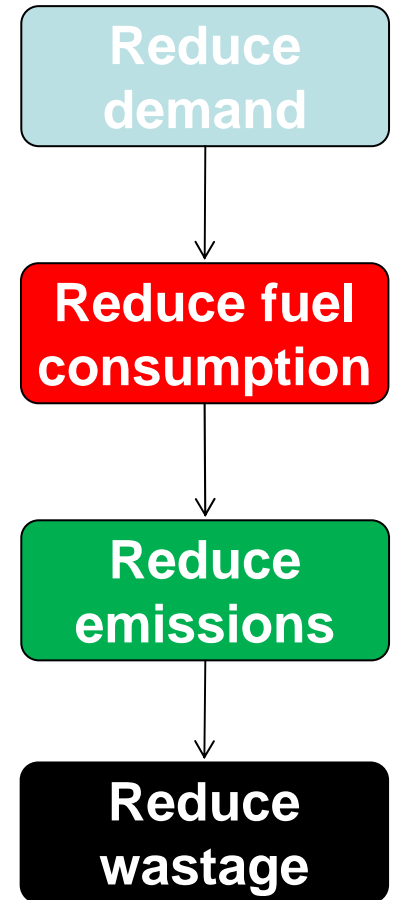 Reduce
demand
Reduce fuel
consumption
Reduce
emissions
Reduce
wastage